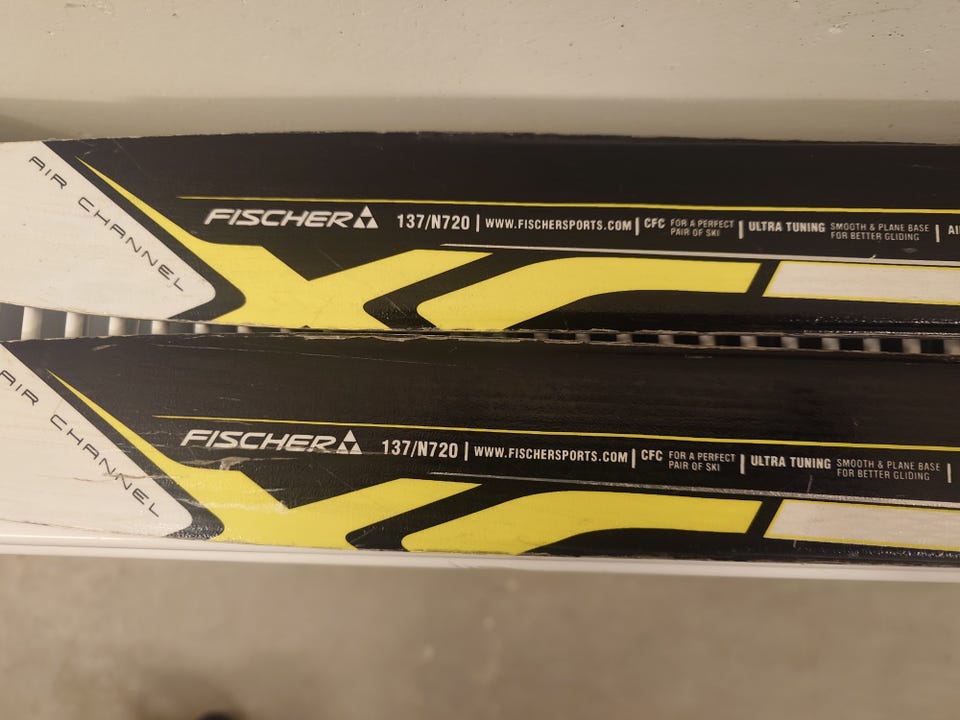 AIR CHANNEL
FISCHER 137/N720 | WWW.FISCHERSPORTS.COM | CFC FOR A PERFECT PAIR OF SKI | ULTRA TUNING SMOOTH & PLANE BASE FOR BETTER GLIDING |
XC
AIR CHANNEL
FISCHER 137/N720 | WWW.FISCHERSPORTS.COM | CFC FOR A PERFECT PAIR OF SKI | ULTRA TUNING SMOOTH & PLANE BASE FOR BETTER GLIDING |
XC